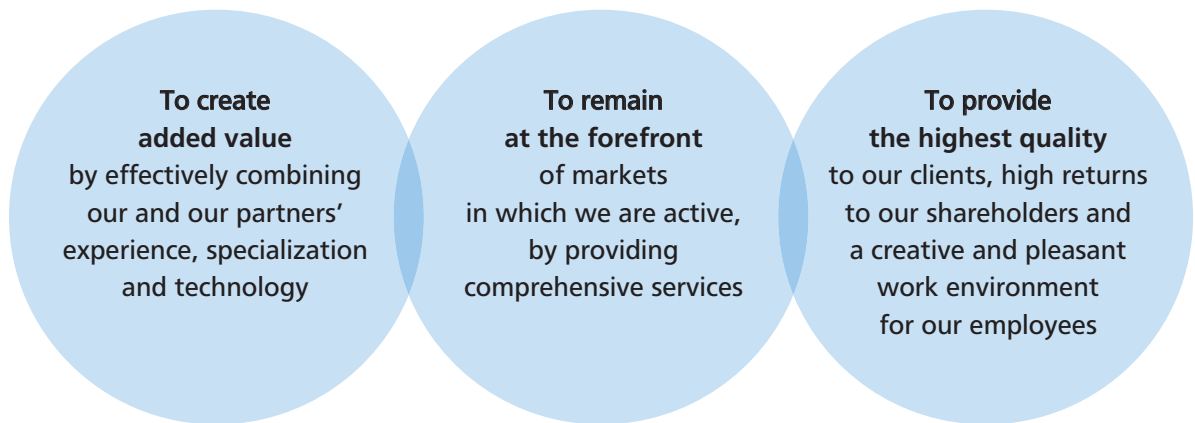 To create
added value
by effectively combining
our and our partners’
experience, specialization
and technology
To remain
at the forefront
of markets
in which we are active,
by providing
comprehensive services
To provide
the highest quality
to our clients, high returns
to our shareholders and
a creative and pleasant
work environment
for our employees